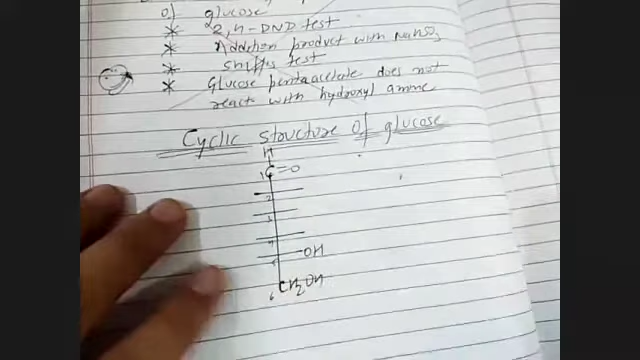 of glucose
* 2,4-DNP test
* Addition product with NaHSO3
* Shiff's test
* Glucose pentaacetate does not
react with hydroxyl amine
Cyclic structure of glucose
H
1 C=O
2
3
4
5 OH
6 CH2OH